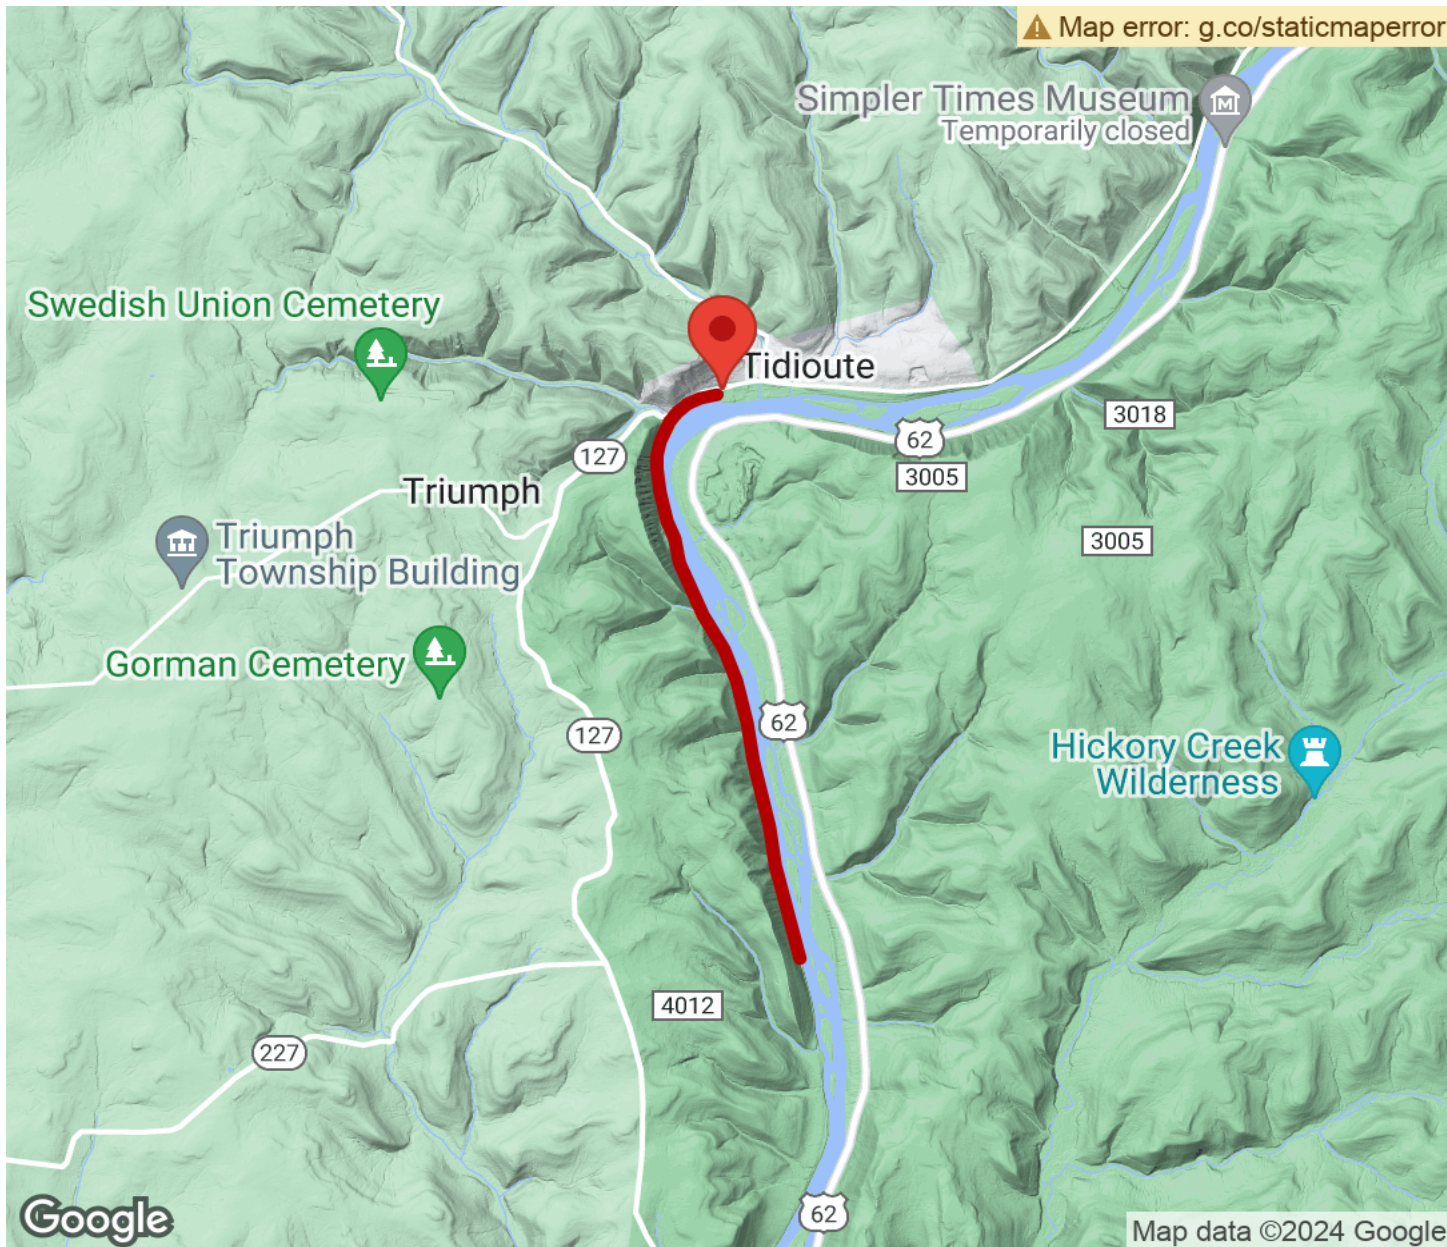 Map error: g.co/staticmaperror
Simpler Times Museum
Temporarily closed
Swedish Union Cemetery
Tidioute
3018
62
127
3005
Triumph
3005
Triumph
Township Building
Gorman Cemetery
62
127
Hickory Creek
Wilderness
4012
227
62
Google
Map data ©2024 Google